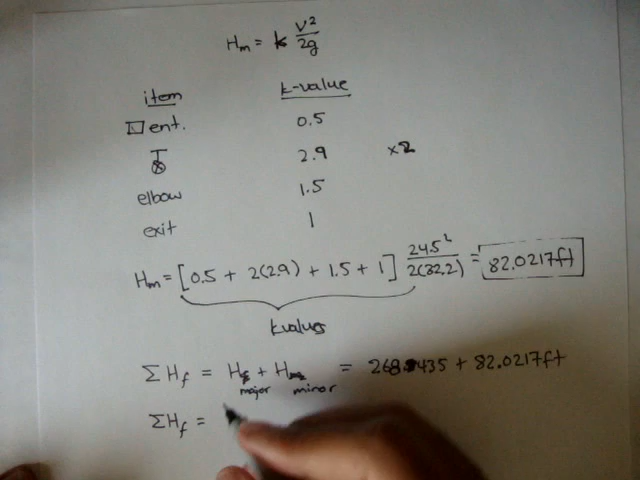 Hm = k V²/2g
item k-value
ent. 0.5
2.9 x2
elbow 1.5
exit 1
Hm = [0.5 + 2(2.9) + 1.5 + 1] 24.5²/2(32.2) = 82.0217ft
k values
ΣHf = Hf + Hm = 268.435 + 82.0217ft
major minor
ΣHf =